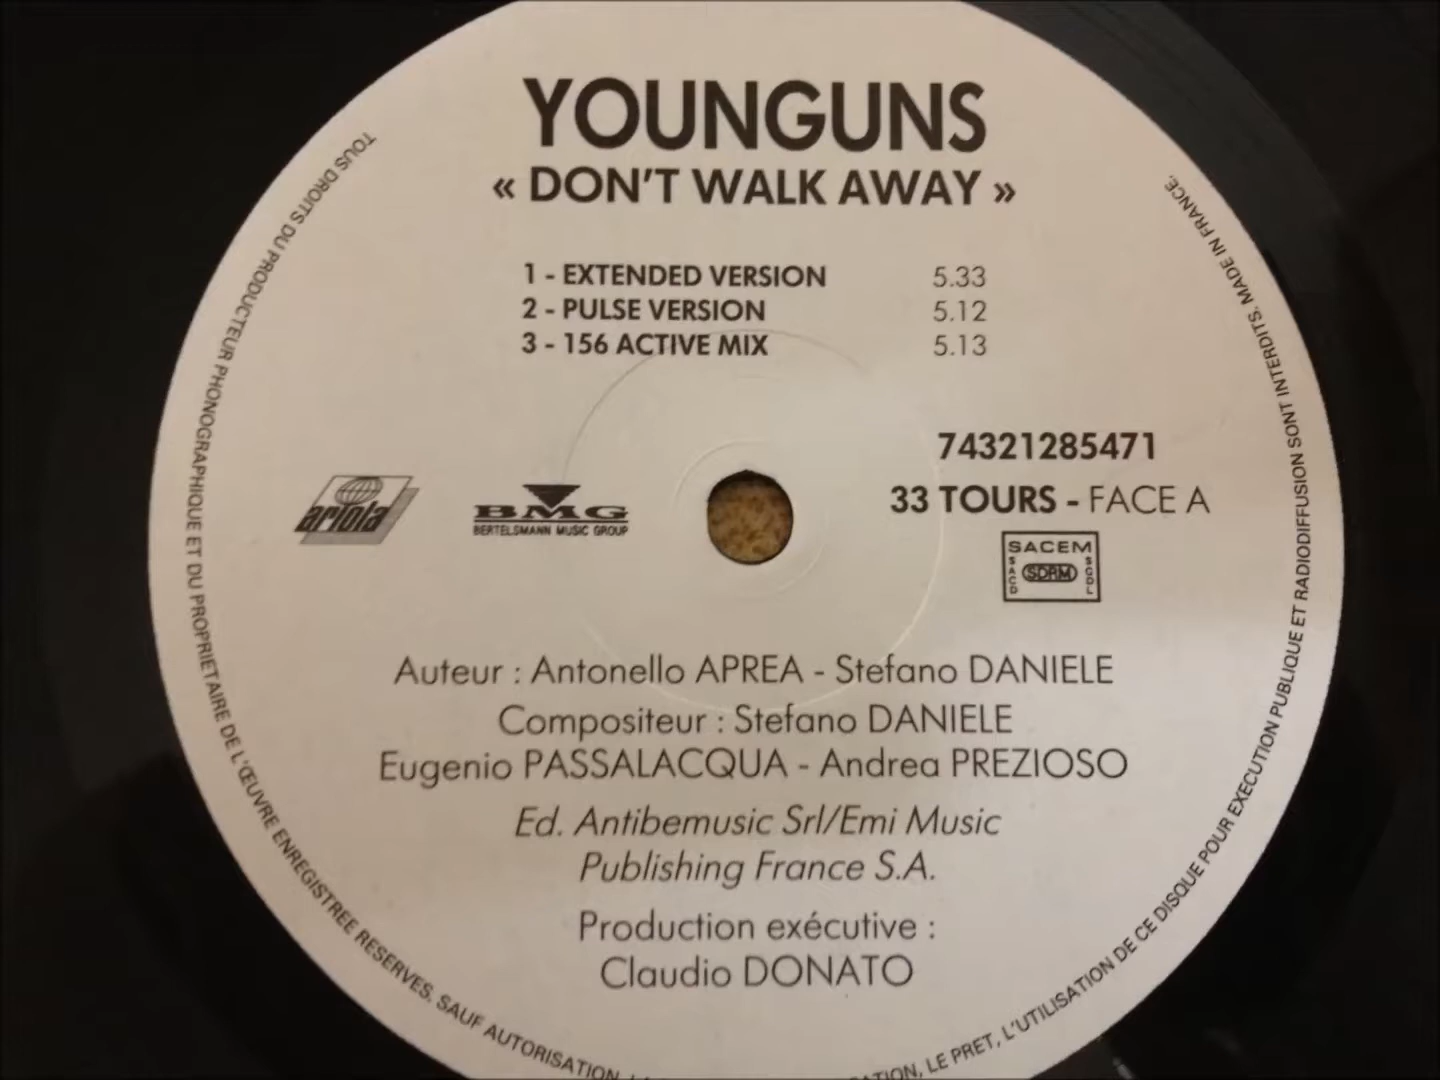 YOUNGUNS
« DON'T WALK AWAY »
1 - EXTENDED VERSION 5.33
2 - PULSE VERSION 5.12
3 - 156 ACTIVE MIX 5.13
74321285471
33 TOURS - FACE A
ariola
BMG
BERTELSMANN MUSIC GROUP
SACEM
SACD SDRM SGDL
Auteur : Antonello APREA - Stefano DANIELE
Compositeur : Stefano DANIELE
Eugenio PASSALACQUA - Andrea PREZIOSO
Ed. Antibemusic Srl/Emi Music
Publishing France S.A.
Production exécutive :
Claudio DONATO
TOUS DROITS DU PRODUCTEUR PHONOGRAPHIQUE ET DU PROPRIETAIRE DE L'ŒUVRE ENREGISTREE RESERVES. SAUF AUTORISATION, LE PRET, L'UTILISATION DE CE DISQUE POUR EXECUTION PUBLIQUE ET RADIODIFFUSION SONT INTERDITS. MADE IN FRANCE.